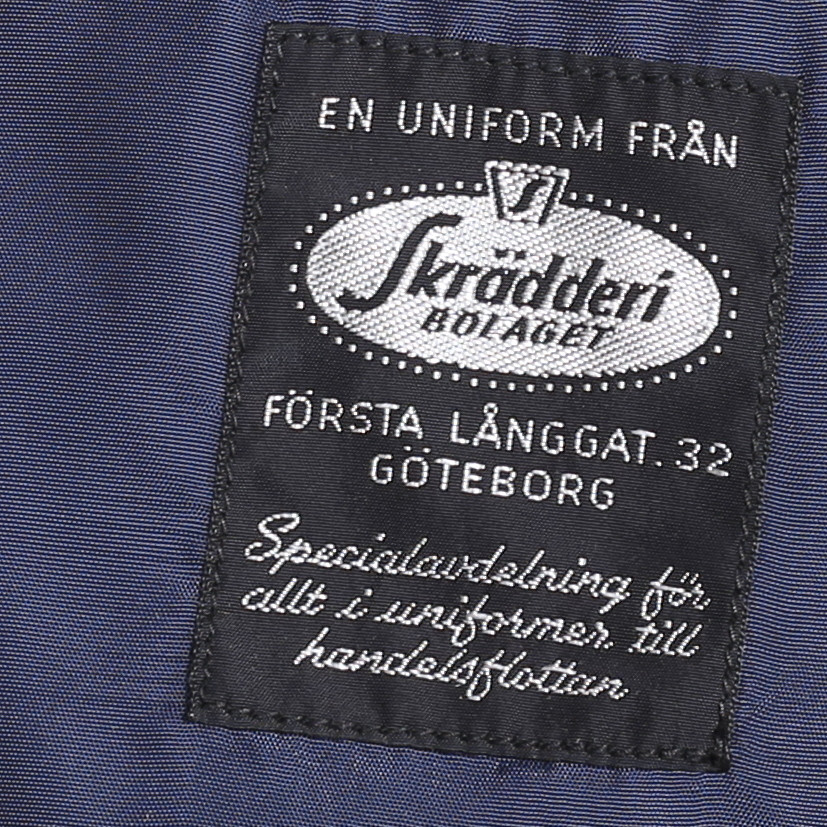 EN UNIFORM FRÅN
S
Skrädderi
BOLAGET
FÖRSTA LÅNGGAT. 32
GÖTEBORG
Specialavdelning för
allt i uniformer till
handelsflottan